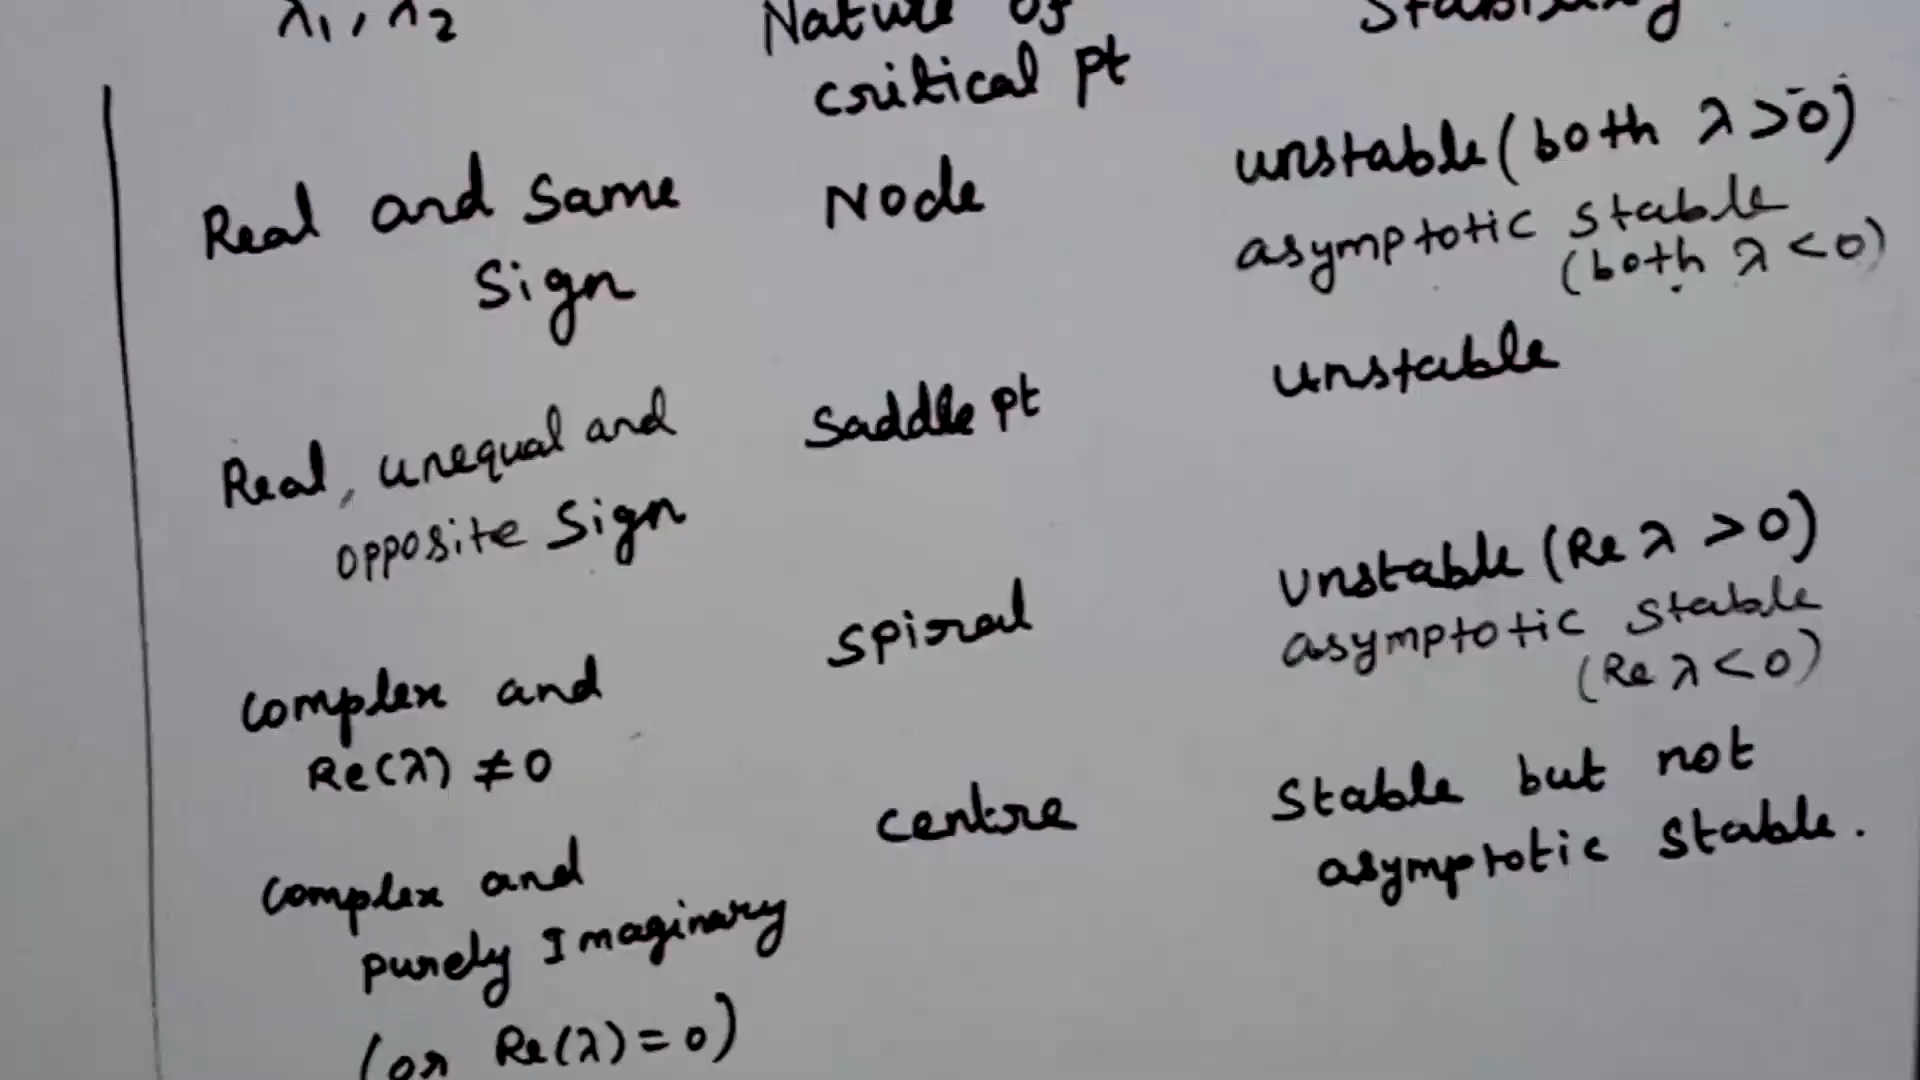 λ1, λ2 Nature of Stability.
critical pt
Real and Same Node unstable (both λ>0)
Sign asymptotic stable
(both λ<0)
Real, unequal and Saddle pt unstable
opposite Sign
Complex and spiral Unstable (Re λ >0)
Re(λ) ≠0 asymptotic stable
(Re λ<0)
Complex and centre Stable but not
purely Imaginary asymptotic stable.
(or Re(λ)=0)